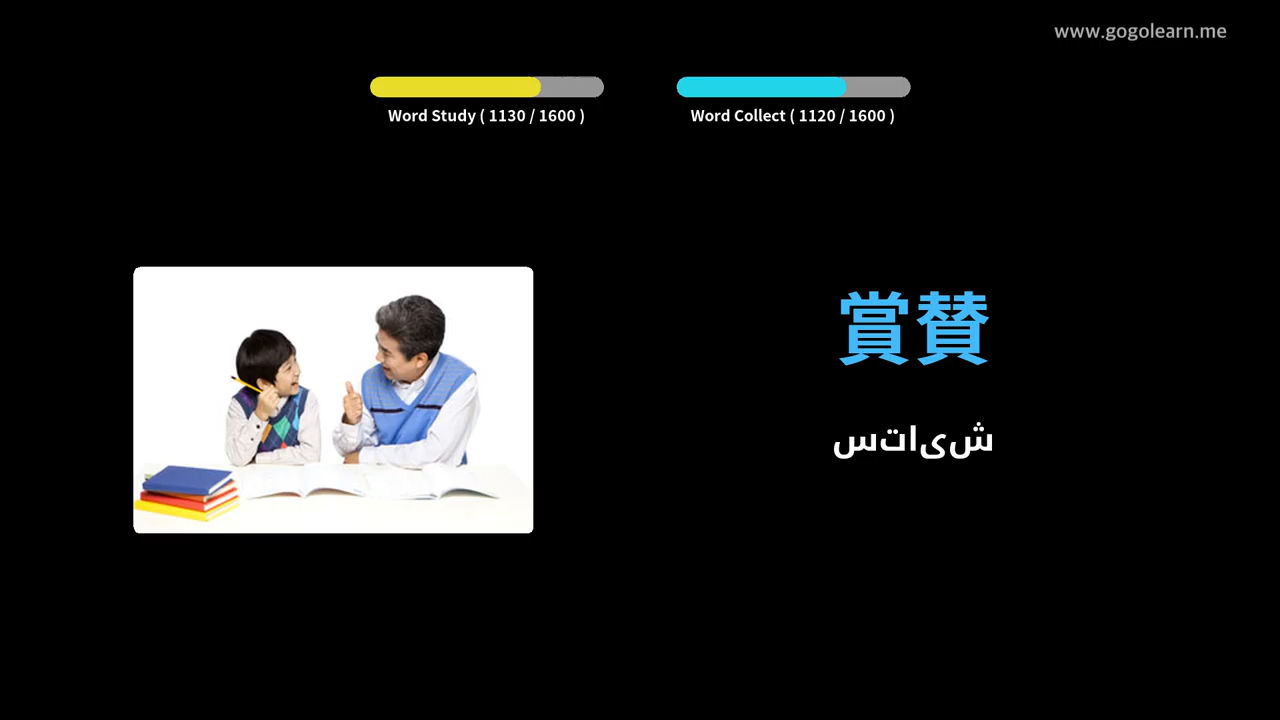 www.gogolearn.me
Word Study ( 1130 / 1600 )
Word Collect ( 1120 / 1600 )
賞賛
شیاتس